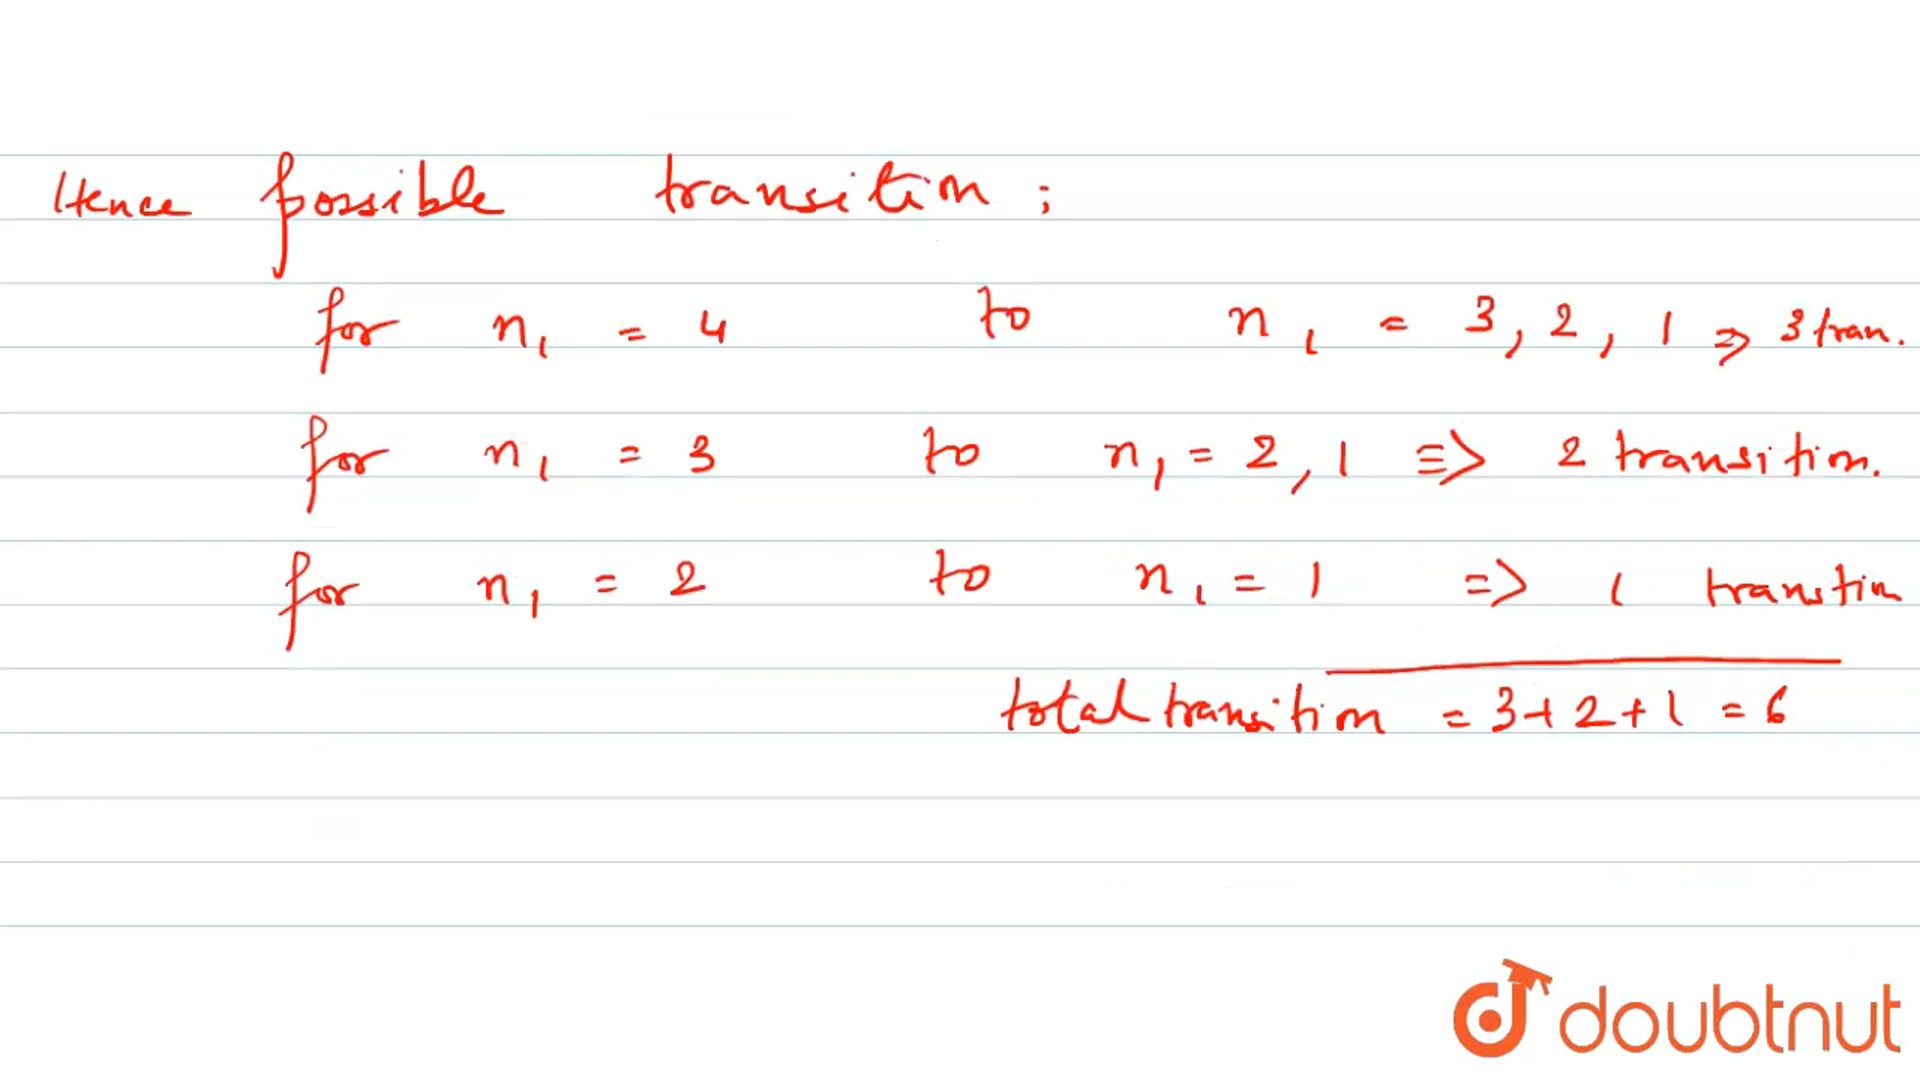 Hence possible transition :
for n₁ = 4 to n₁ = 3, 2, 1 ⇒ 3 tran.
for n₁ = 3 to n₁ = 2, 1 ⇒ 2 transition.
for n₁ = 2 to n₁ = 1 ⇒ 1 transtion
total transition = 3+2+1 = 6
doubtnut